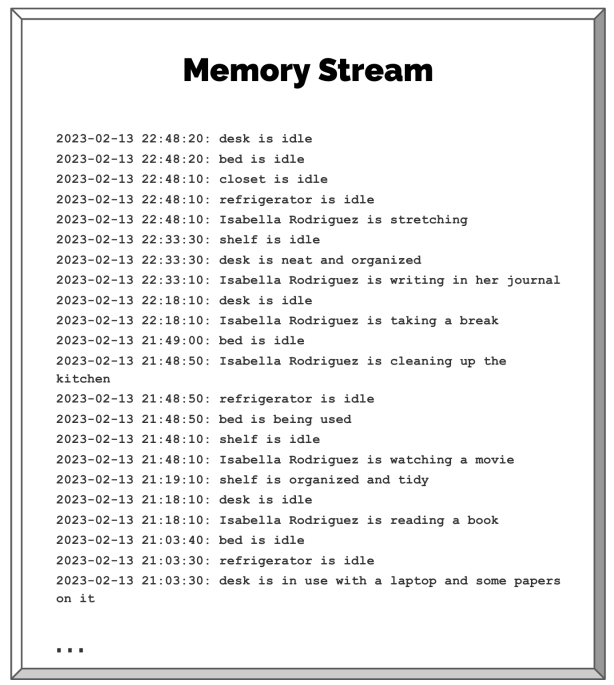 Memory Stream
2023-02-13 22:48:20: desk is idle
2023-02-13 22:48:20: bed is idle
2023-02-13 22:48:10: closet is idle
2023-02-13 22:48:10: refrigerator is idle
2023-02-13 22:48:10: Isabella Rodriguez is stretching
2023-02-13 22:33:30: shelf is idle
2023-02-13 22:33:30: desk is neat and organized
2023-02-13 22:33:10: Isabella Rodriguez is writing in her journal
2023-02-13 22:18:10: desk is idle
2023-02-13 22:18:10: Isabella Rodriguez is taking a break
2023-02-13 21:49:00: bed is idle
2023-02-13 21:48:50: Isabella Rodriguez is cleaning up the
kitchen
2023-02-13 21:48:50: refrigerator is idle
2023-02-13 21:48:50: bed is being used
2023-02-13 21:48:10: shelf is idle
2023-02-13 21:48:10: Isabella Rodriguez is watching a movie
2023-02-13 21:19:10: shelf is organized and tidy
2023-02-13 21:18:10: desk is idle
2023-02-13 21:18:10: Isabella Rodriguez is reading a book
2023-02-13 21:03:40: bed is idle
2023-02-13 21:03:30: refrigerator is idle
2023-02-13 21:03:30: desk is in use with a laptop and some papers
on it
...